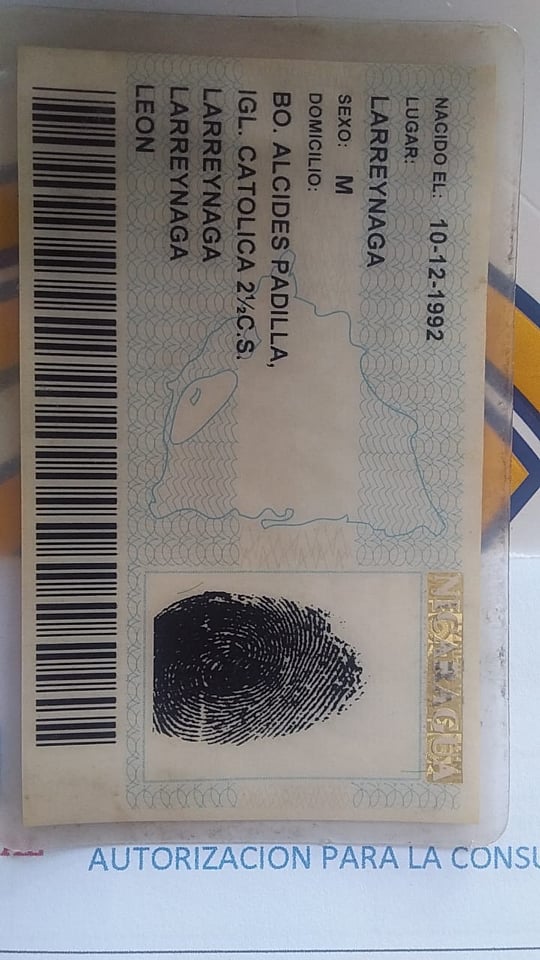 NACIDO EL: 10-12-1992
LUGAR:
LARREYNAGA
SEXO: M
DOMICILIO:
BO. ALCIDES PADILLA,
IGL. CATOLICA 2½C.S.
LARREYNAGA
LARREYNAGA
LEON
NICARAGUA
AUTORIZACION PARA LA CONSU